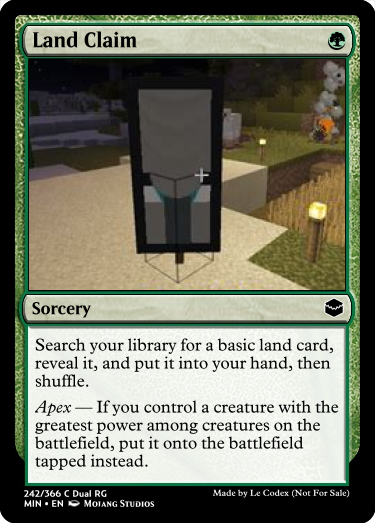 Land Claim
Sorcery
Search your library for a basic land card,
reveal it, and put it into your hand, then
shuffle.
Apex — If you control a creature with the
greatest power among creatures on the
battlefield, put it onto the battlefield
tapped instead.
242/366 C Dual RG
MIN • EN Mojang Studios
Made by Le Codex (Not For Sale)